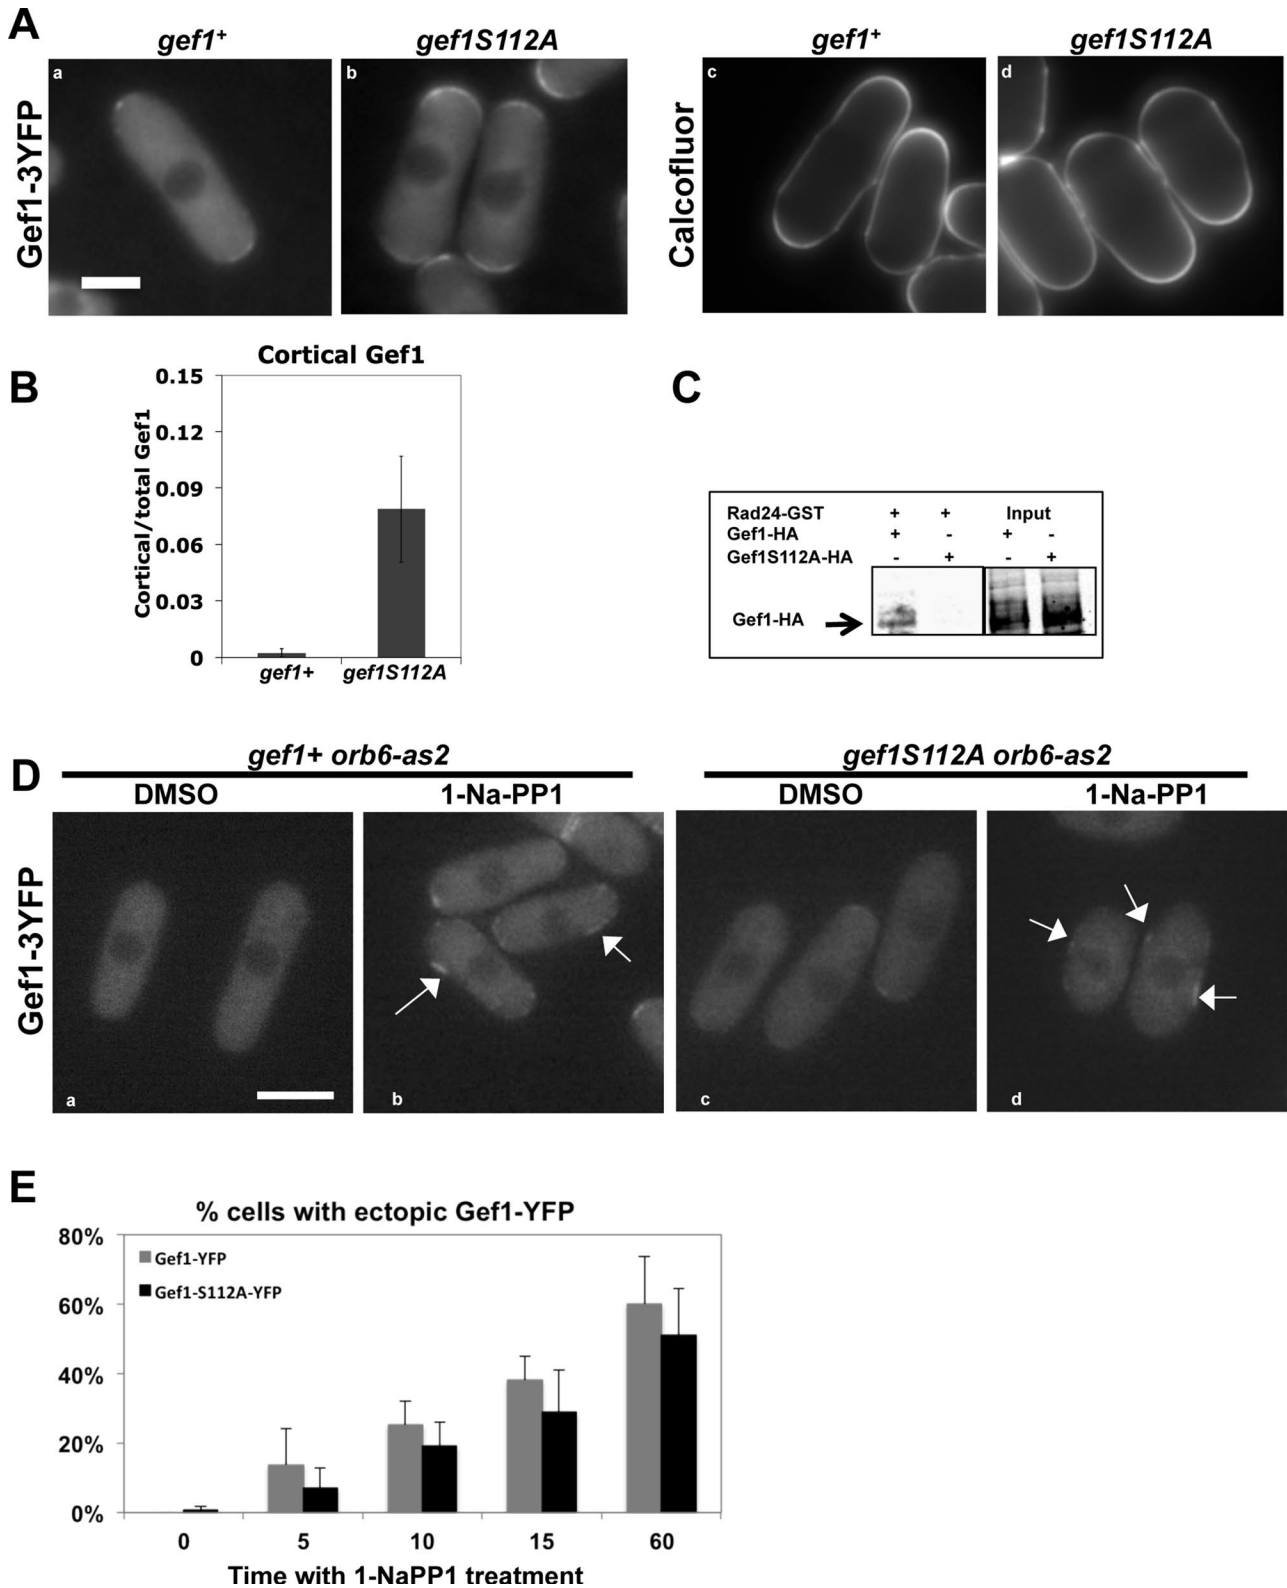 A
gef1+ gef1S112A gef1+ gef1S112A
a b c d
Gef1-3YFP
Calcofluor
B
Cortical Gef1
0.15
0.12
0.09
0.06
0.03
0
Cortical/total Gef1
gef1+ gef1S112A
C
Rad24-GST + + Input
Gef1-HA + - + -
Gef1S112A-HA - + - +
Gef1-HA
D
gef1+ orb6-as2 gef1S112A orb6-as2
DMSO 1-Na-PP1 DMSO 1-Na-PP1
Gef1-3YFP
a b c d
E
% cells with ectopic Gef1-YFP
80%
60%
40%
20%
0%
Gef1-YFP
Gef1-S112A-YFP
0 5 10 15 60
Time with 1-NaPP1 treatment